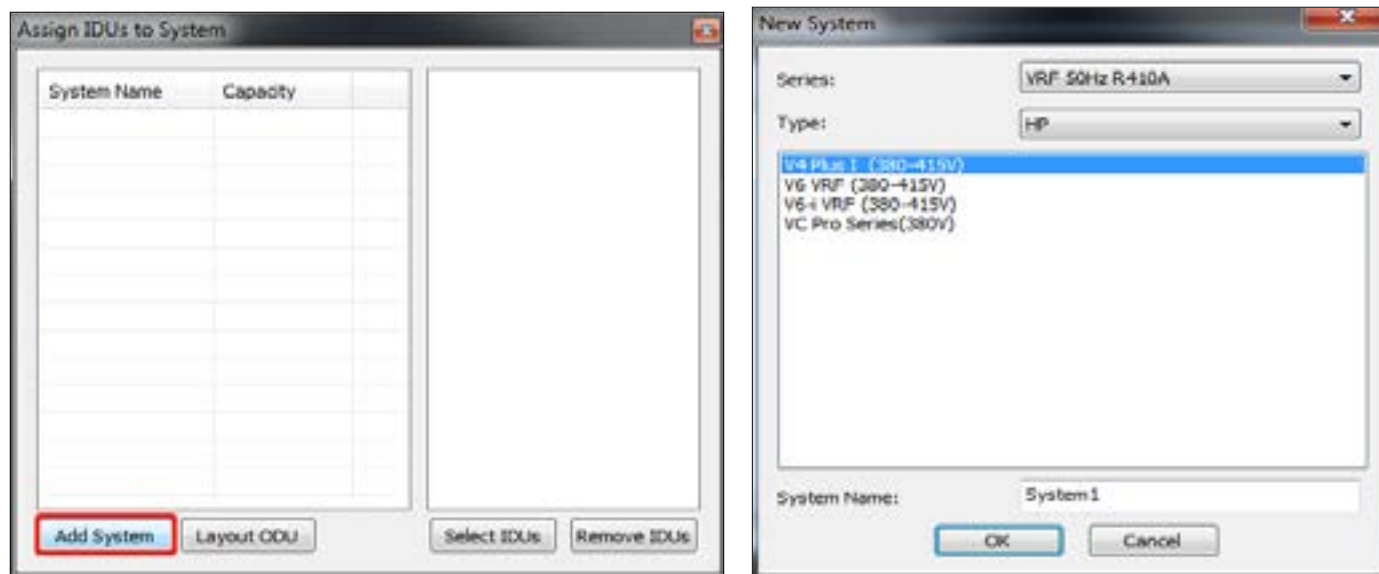 Assign IDUs to System
System Name Capacity
Add System Layout ODU Select IDUs Remove IDUs
New System
Series: VRF 50Hz R410A
Type: HP
V4 Plus I (380-415V)
V6 VRF (380-415V)
V6-i VRF (380-415V)
VC Pro Series(380V)
System Name: System1
OK Cancel